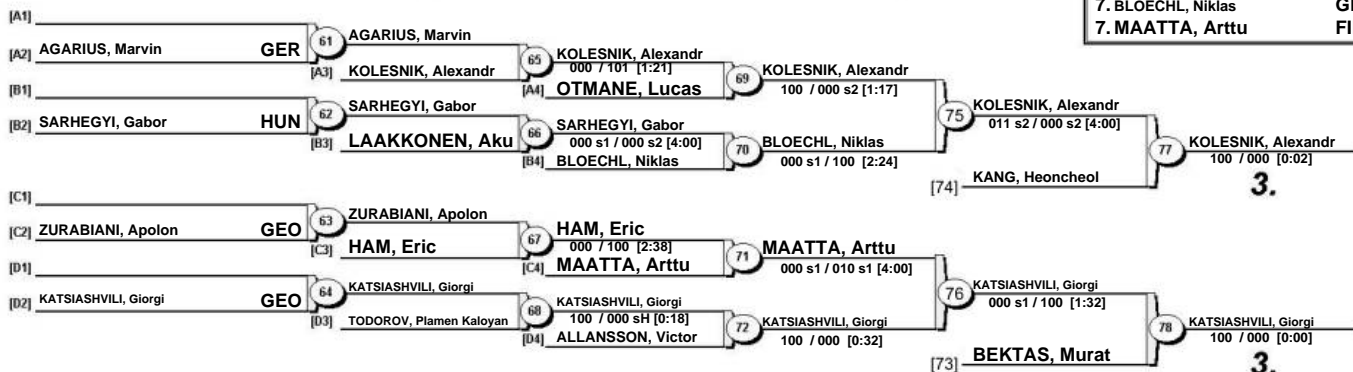 7. BLOECHL, Niklas
7. MAATTA, Arttu FI
[A1]
[A2] AGARIUS, Marvin GER
61
AGARIUS, Marvin
[A3] KOLESNIK, Alexandr
65
KOLESNIK, Alexandr
000 / 101 [1:21]
[A4] OTMANE, Lucas
69
KOLESNIK, Alexandr
100 / 000 s2 [1:17]
[B1]
[B2] SARHEGYI, Gabor HUN
62
SARHEGYI, Gabor
[B3] LAAKKONEN, Aku
66
SARHEGYI, Gabor
000 s1 / 000 s2 [4:00]
[B4] BLOECHL, Niklas
70
BLOECHL, Niklas
000 s1 / 100 [2:24]
75
KOLESNIK, Alexandr
011 s2 / 000 s2 [4:00]
[74] KANG, Heoncheol
77
KOLESNIK, Alexandr
100 / 000 [0:02]
3.
[C1]
[C2] ZURABIANI, Apolon GEO
63
ZURABIANI, Apolon
[C3] HAM, Eric
67
HAM, Eric
000 / 100 [2:38]
[C4] MAATTA, Arttu
71
MAATTA, Arttu
000 s1 / 010 s1 [4:00]
[D1]
[D2] KATSIASHVILI, Giorgi GEO
64
KATSIASHVILI, Giorgi
[D3] TODOROV, Plamen Kaloyan
68
KATSIASHVILI, Giorgi
100 / 000 sH [0:18]
[D4] ALLANSSON, Victor
72
KATSIASHVILI, Giorgi
100 / 000 [0:32]
76
KATSIASHVILI, Giorgi
000 s1 / 100 [1:32]
[73] BEKTAS, Murat
78
KATSIASHVILI, Giorgi
100 / 000 [0:00]
3.